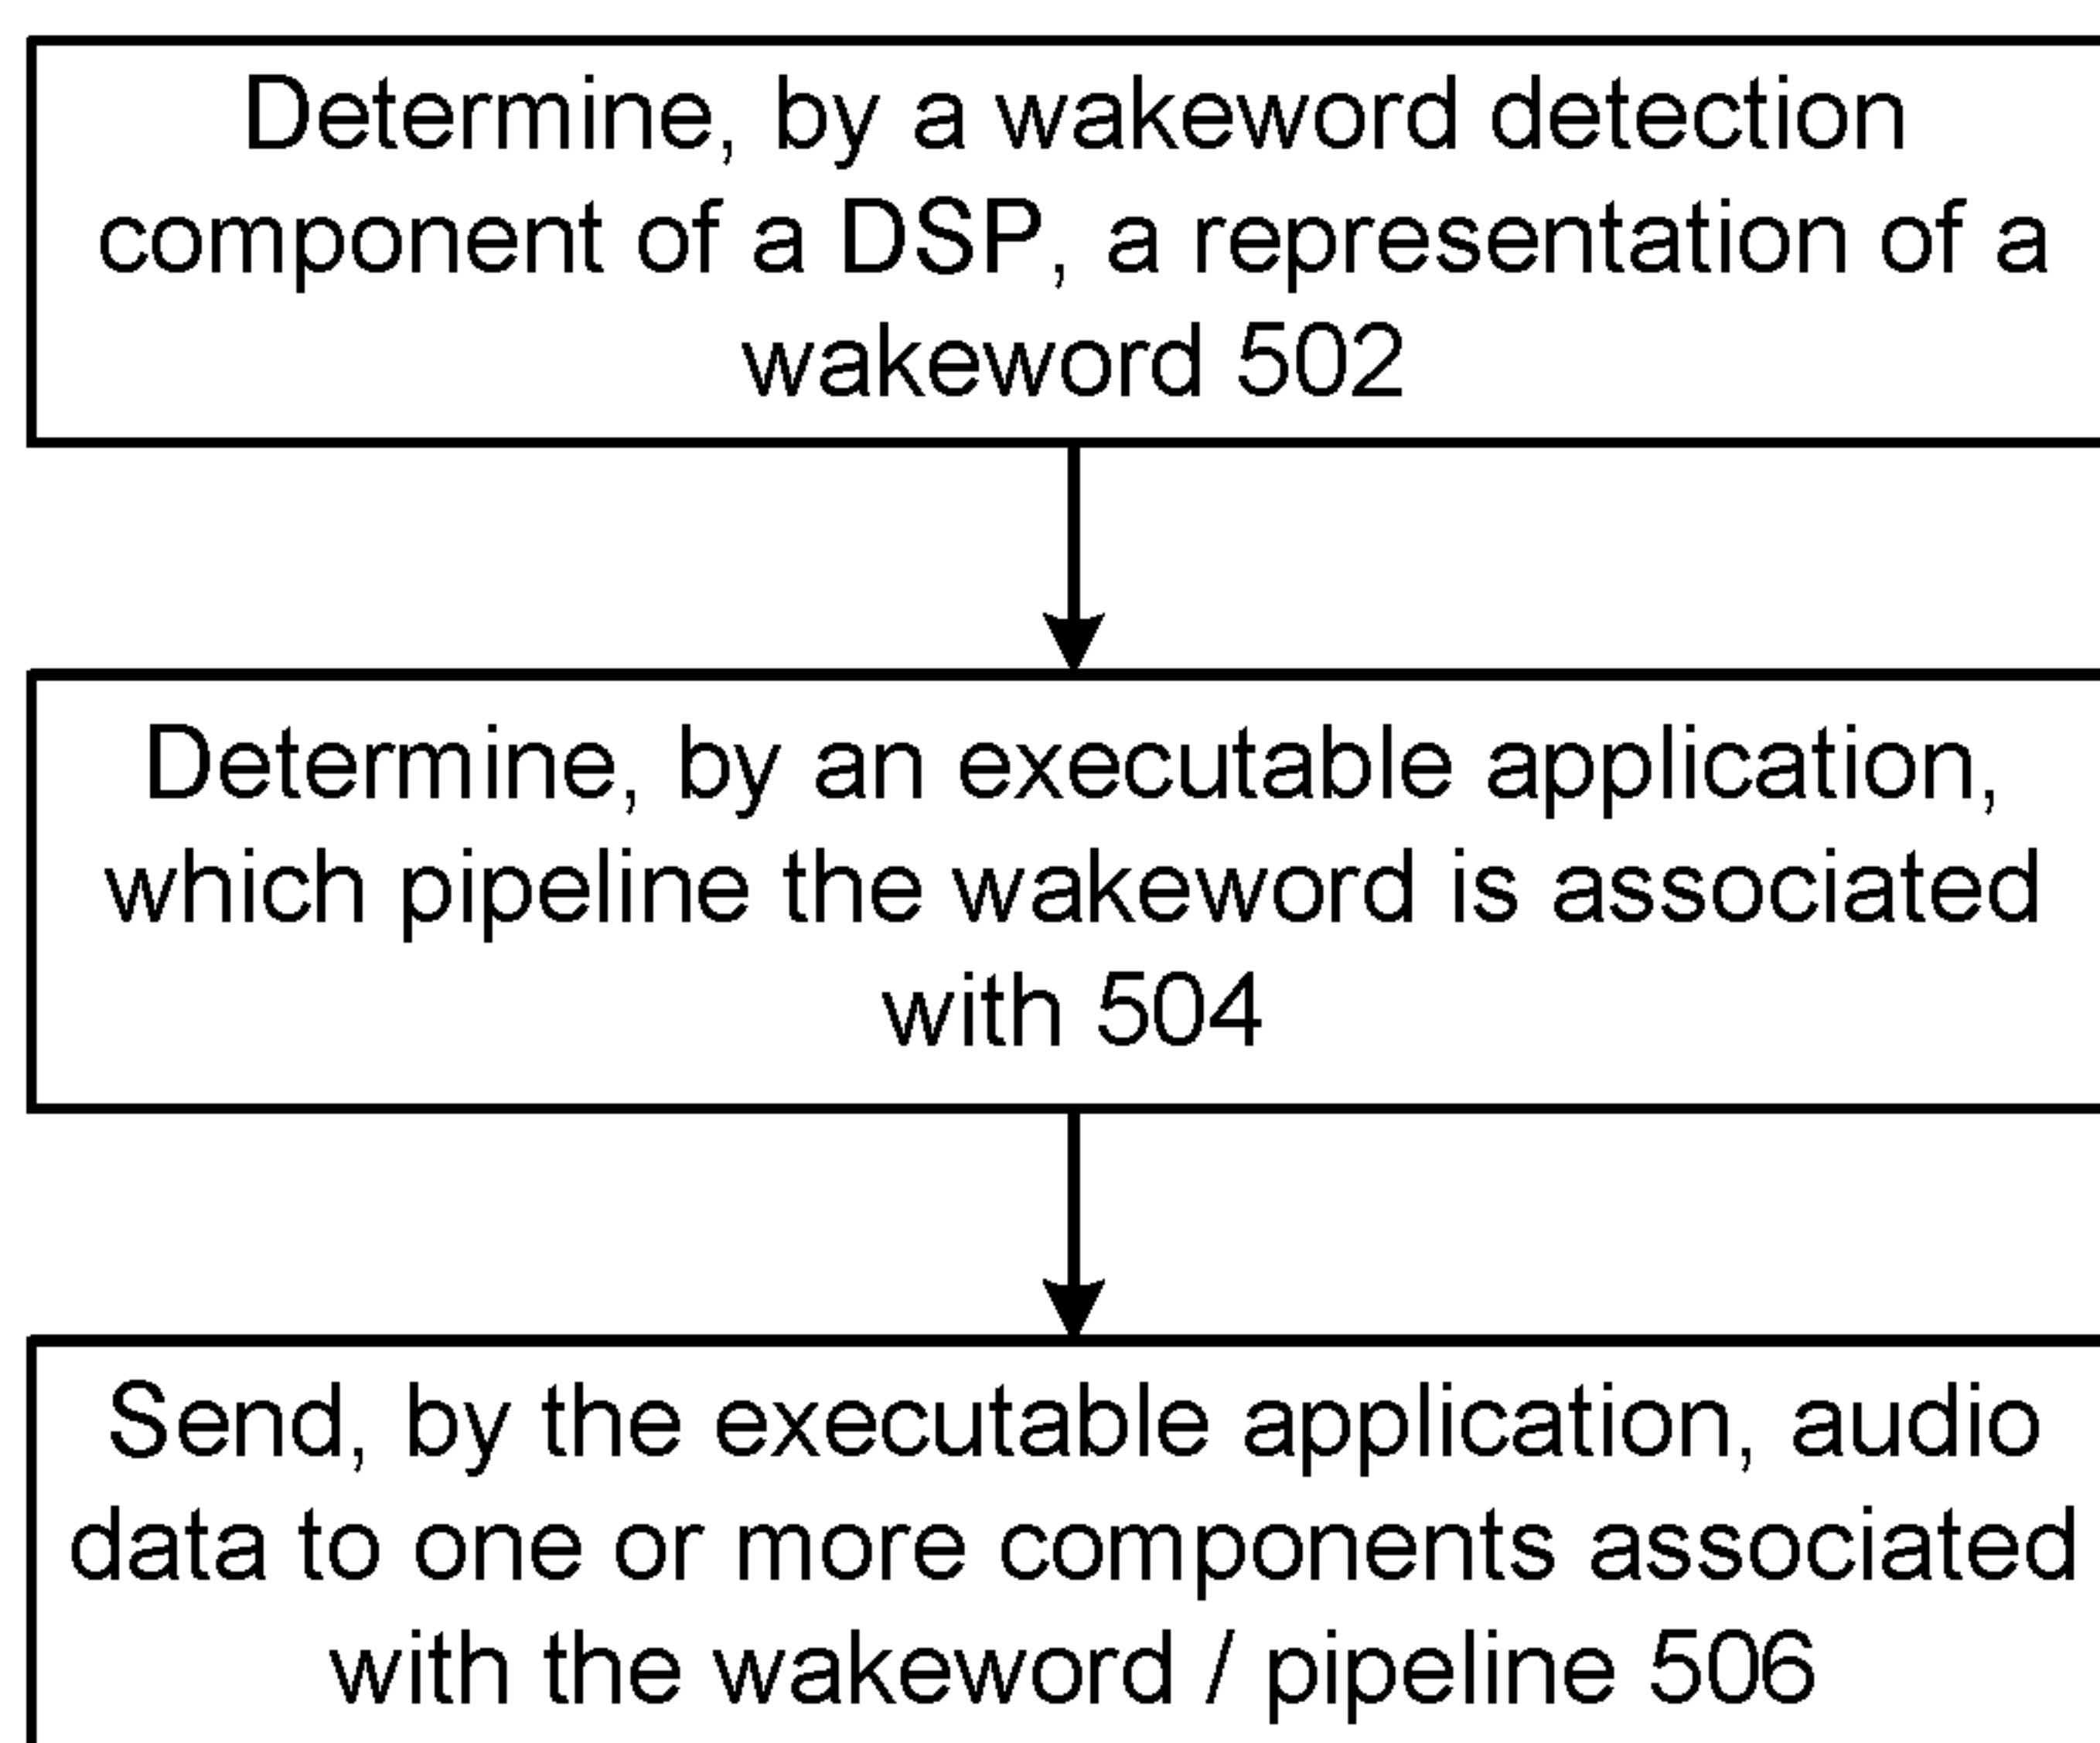 Determine, by a wakeword detection
component of a DSP, a representation of a
wakeword 502
Determine, by an executable application,
which pipeline the wakeword is associated
with 504
Send, by the executable application, audio
data to one or more components associated
with the wakeword / pipeline 506